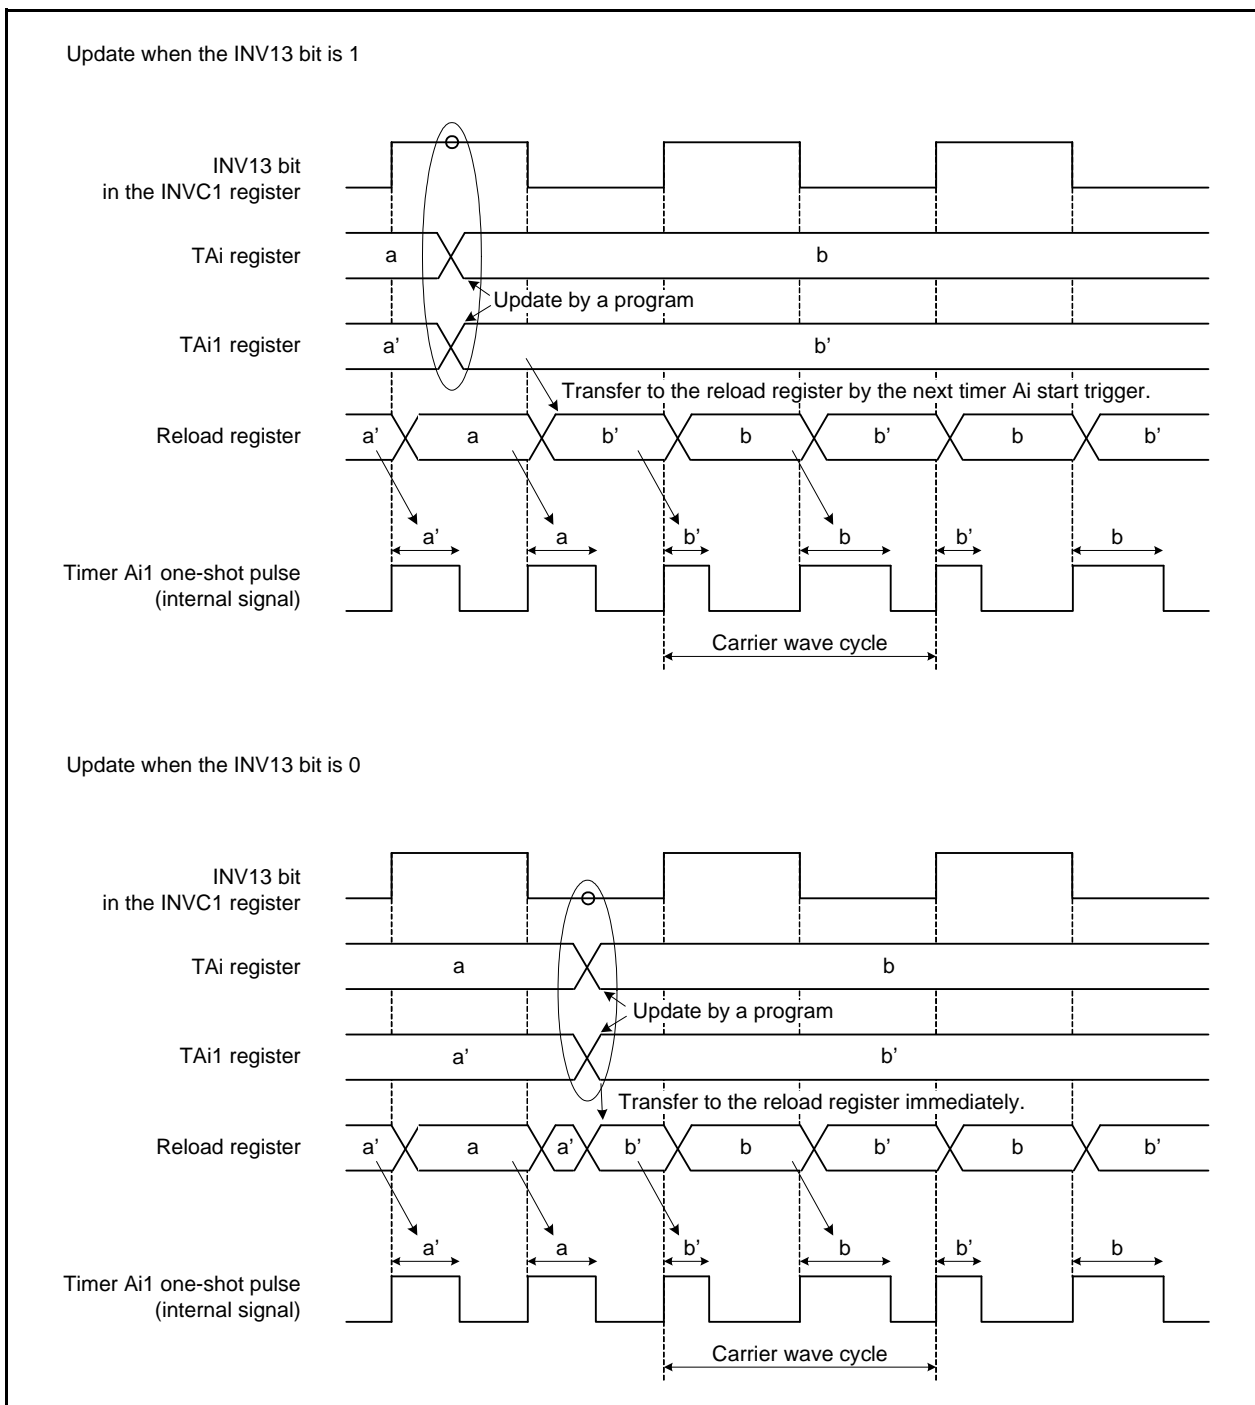 Update when the INV13 bit is 1
INV13 bit
in the INVC1 register
TAi register
a
b
Update by a program
TAi1 register
a’
b’
Transfer to the reload register by the next timer Ai start trigger.
Reload register
a’
a
b’
b
b’
b
b’
a’
a
b’
b
b’
b
Timer Ai1 one-shot pulse
(internal signal)
Carrier wave cycle
Update when the INV13 bit is 0
INV13 bit
in the INVC1 register
TAi register
a
b
Update by a program
TAi1 register
a’
b’
Transfer to the reload register immediately.
Reload register
a’
a
a’
b’
b
b’
b
b’
a’
a
b’
b
b’
b
Timer Ai1 one-shot pulse
(internal signal)
Carrier wave cycle